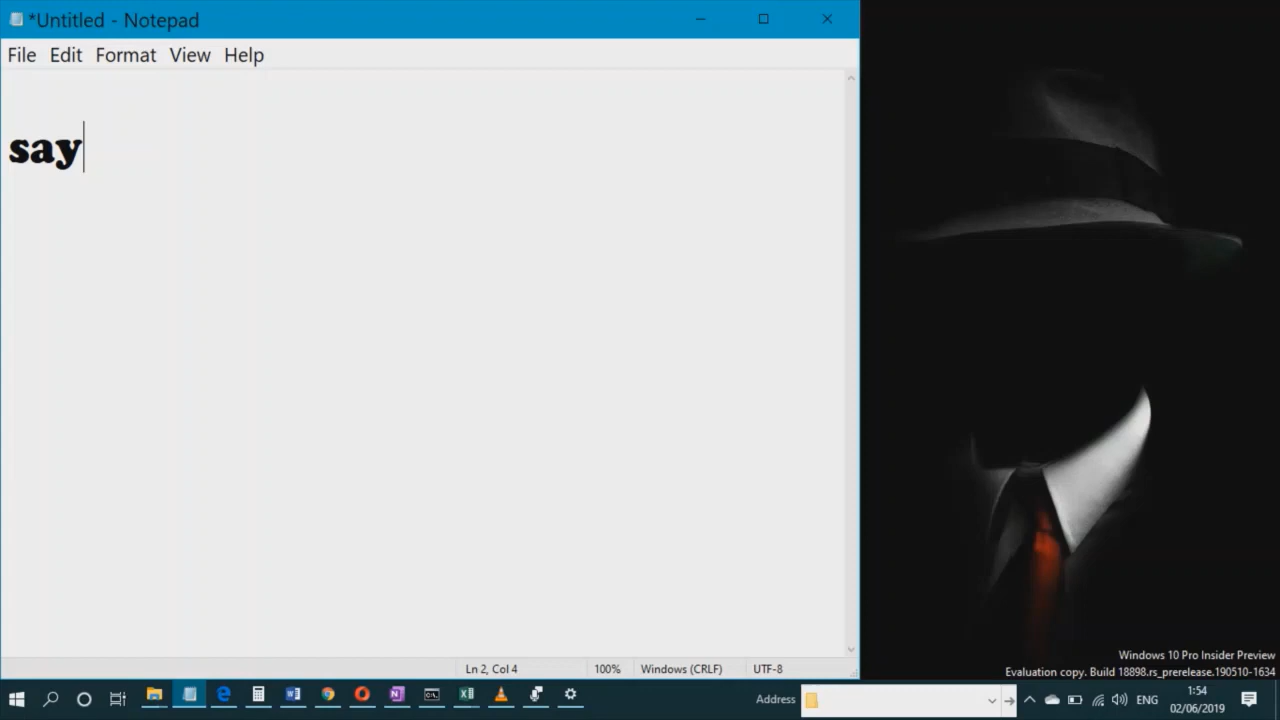 *Untitled - Notepad
File Edit Format View Help
say
Ln 2, Col 4 100% Windows (CRLF) UTF-8
Windows 10 Pro Insider Preview
Evaluation copy. Build 18898.rs_prerelease.190510-1634
Address ENG 1:54
02/06/2019